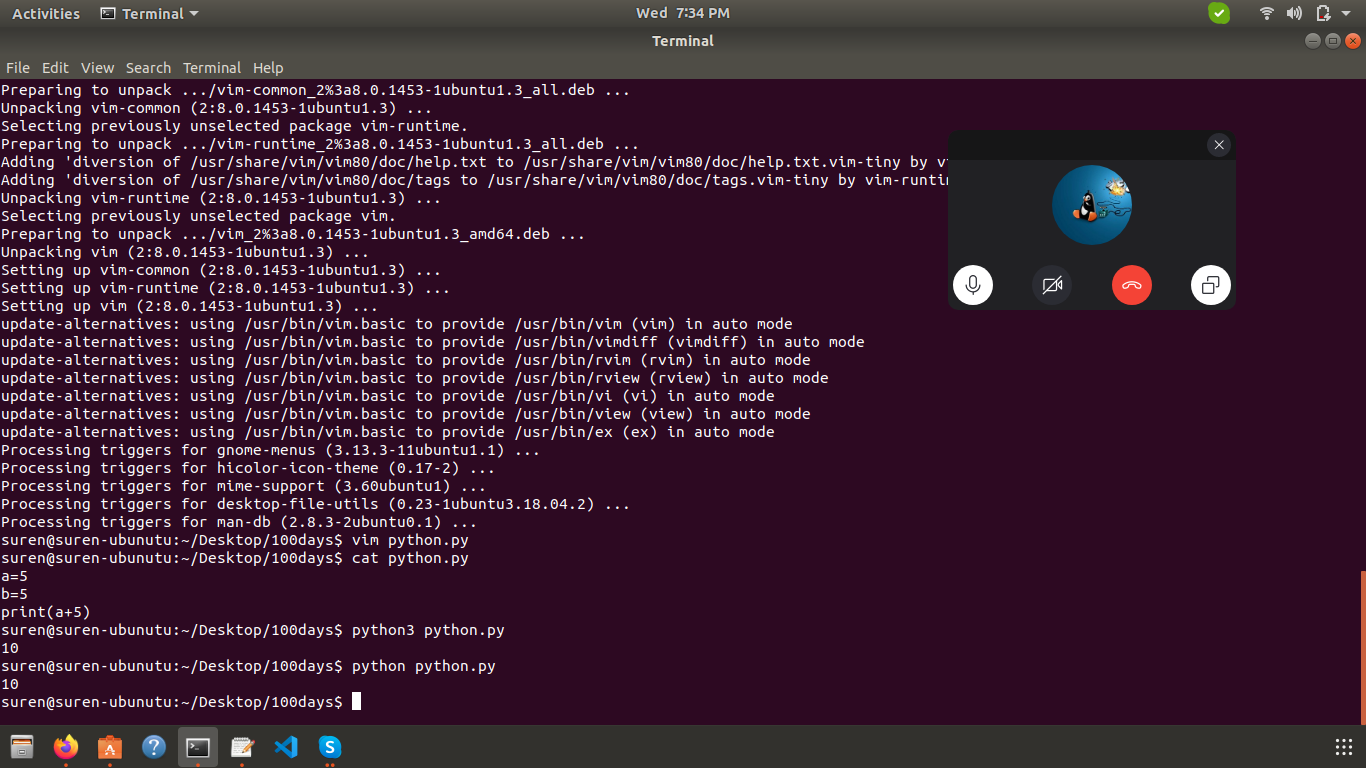 Activities Terminal Wed 7:34 PM
Terminal
File Edit View Search Terminal Help
Preparing to unpack .../vim-common_2%3a8.0.1453-1ubuntu1.3_all.deb ...
Unpacking vim-common (2:8.0.1453-1ubuntu1.3) ...
Selecting previously unselected package vim-runtime.
Preparing to unpack .../vim-runtime_2%3a8.0.1453-1ubuntu1.3_all.deb ...
Adding 'diversion of /usr/share/vim/vim80/doc/help.txt to /usr/share/vim/vim80/doc/help.txt.vim-tiny by
Adding 'diversion of /usr/share/vim/vim80/doc/tags to /usr/share/vim/vim80/doc/tags.vim-tiny by vim-runtim
Unpacking vim-runtime (2:8.0.1453-1ubuntu1.3) ...
Selecting previously unselected package vim.
Preparing to unpack .../vim_2%3a8.0.1453-1ubuntu1.3_amd64.deb ...
Unpacking vim (2:8.0.1453-1ubuntu1.3) ...
Setting up vim-common (2:8.0.1453-1ubuntu1.3) ...
Setting up vim-runtime (2:8.0.1453-1ubuntu1.3) ...
Setting up vim (2:8.0.1453-1ubuntu1.3) ...
update-alternatives: using /usr/bin/vim.basic to provide /usr/bin/vim (vim) in auto mode
update-alternatives: using /usr/bin/vim.basic to provide /usr/bin/vimdiff (vimdiff) in auto mode
update-alternatives: using /usr/bin/vim.basic to provide /usr/bin/rvim (rvim) in auto mode
update-alternatives: using /usr/bin/vim.basic to provide /usr/bin/rview (rview) in auto mode
update-alternatives: using /usr/bin/vim.basic to provide /usr/bin/vi (vi) in auto mode
update-alternatives: using /usr/bin/vim.basic to provide /usr/bin/view (view) in auto mode
update-alternatives: using /usr/bin/vim.basic to provide /usr/bin/ex (ex) in auto mode
Processing triggers for gnome-menus (3.13.3-11ubuntu1.1) ...
Processing triggers for hicolor-icon-theme (0.17-2) ...
Processing triggers for mime-support (3.60ubuntu1) ...
Processing triggers for desktop-file-utils (0.23-1ubuntu3.18.04.2) ...
Processing triggers for man-db (2.8.3-2ubuntu0.1) ...
suren@suren-ubunutu:~/Desktop/100days$ vim python.py
suren@suren-ubunutu:~/Desktop/100days$ cat python.py
a=5
b=5
print(a+5)
suren@suren-ubunutu:~/Desktop/100days$ python3 python.py
10
suren@suren-ubunutu:~/Desktop/100days$ python python.py
10
suren@suren-ubunutu:~/Desktop/100days$